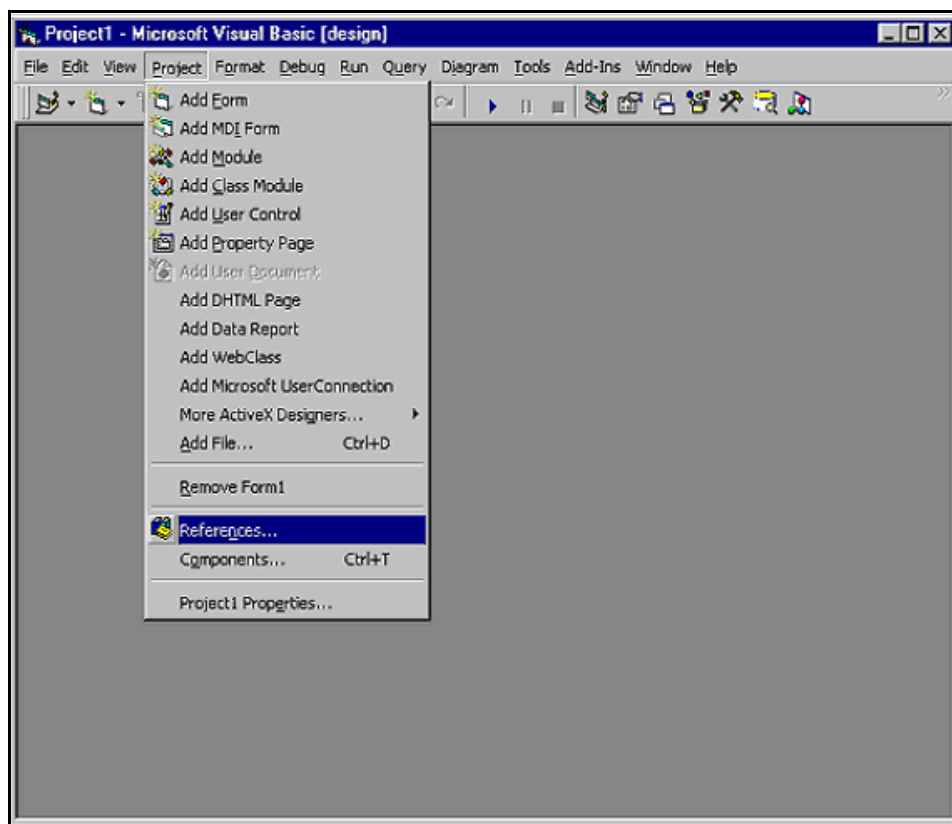 Project1 - Microsoft Visual Basic [design]
File Edit View Project Format Debug Run Query Diagram Tools Add-Ins Window Help
Add Form
Add MDI Form
Add Module
Add Class Module
Add User Control
Add Property Page
Add User Document
Add DHTML Page
Add Data Report
Add WebClass
Add Microsoft UserConnection
More ActiveX Designers...
Add File... Ctrl+D
Remove Form1
References...
Components... Ctrl+T
Project1 Properties...